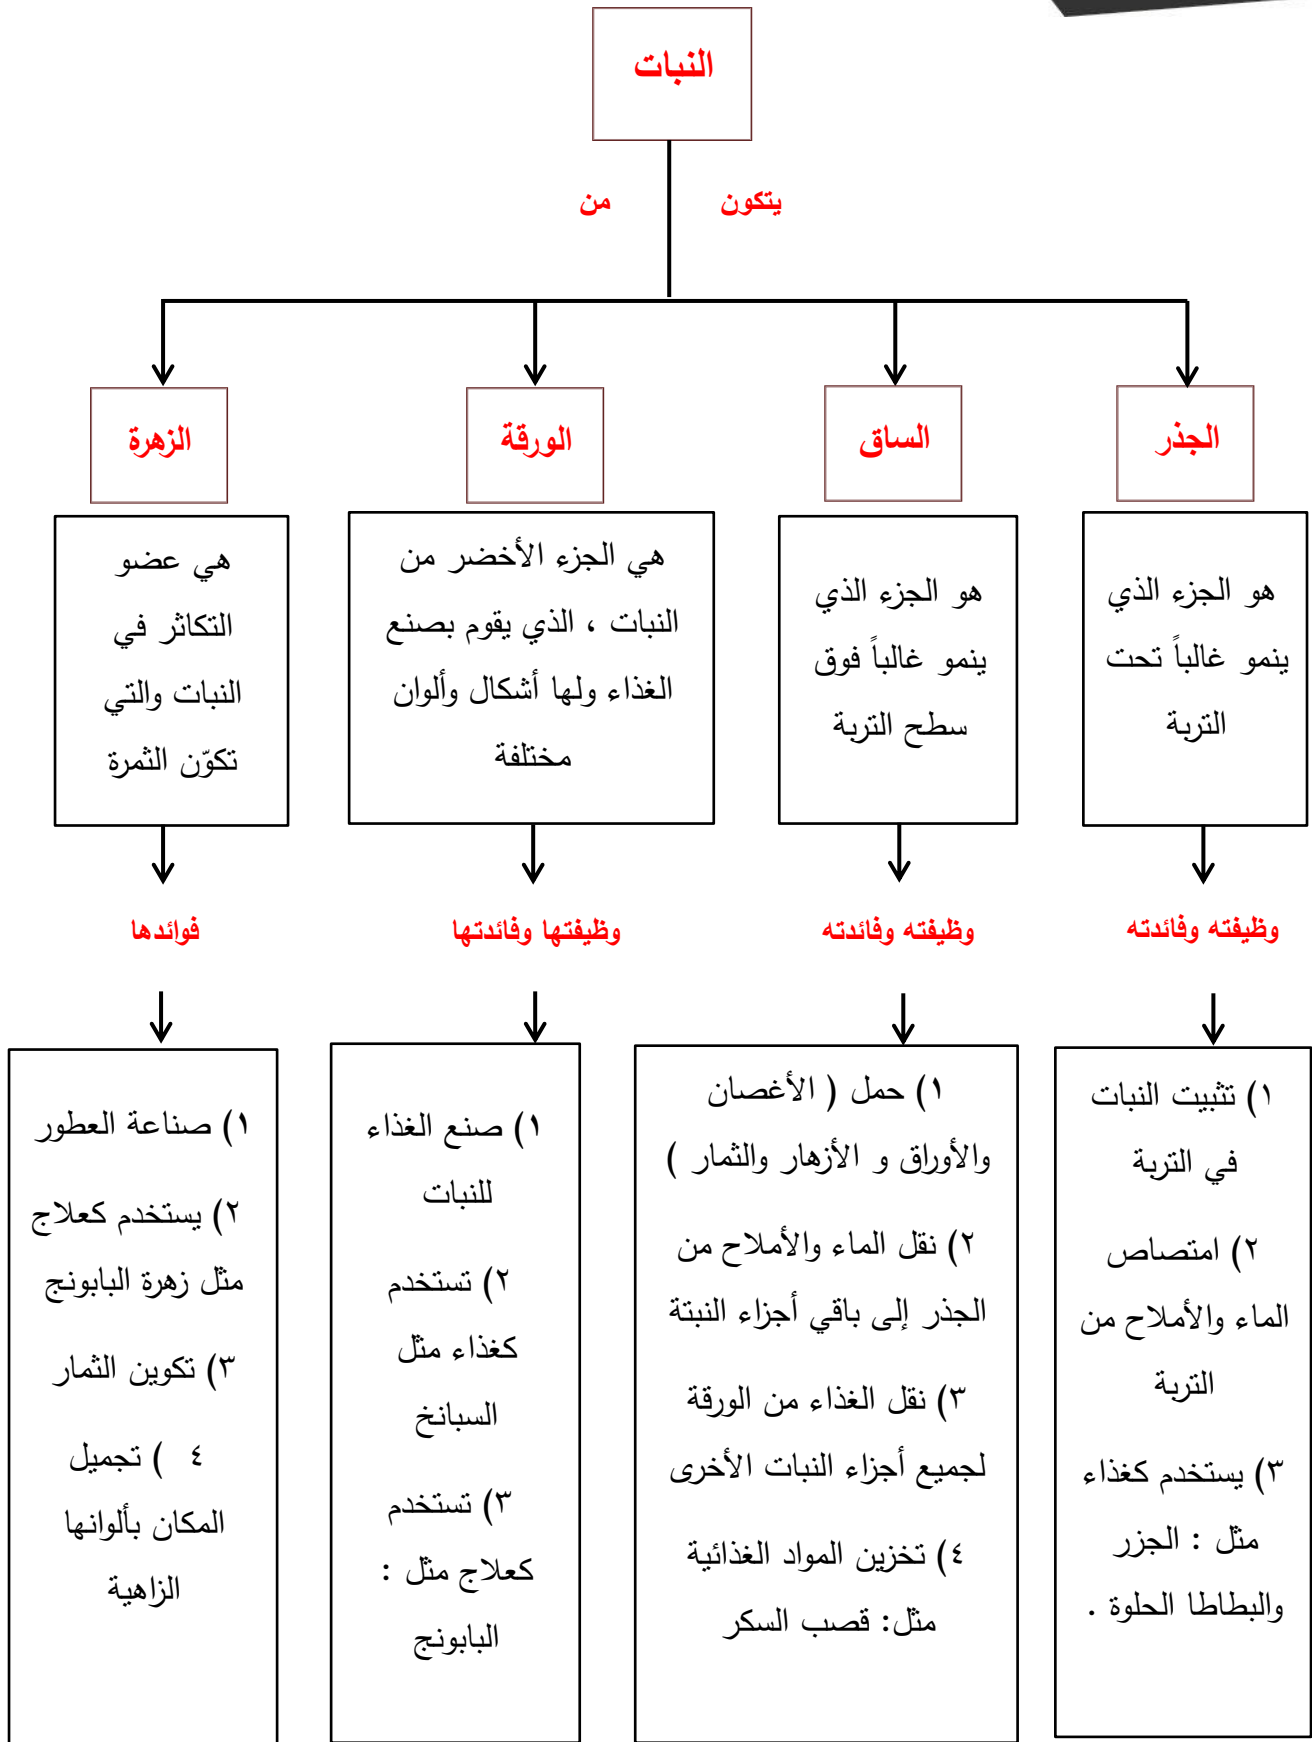 النبات
يتكون من
الجذر
الساق
الورقة
الزهرة
هو الجزء الذي
ينمو غالباً تحت
التربة
هو الجزء الذي
ينمو غالباً فوق
سطح التربة
هي الجزء الأخضر من
النبات ، الذي يقوم بصنع
الغذاء ولها أشكال وألوان
مختلفة
هي عضو
التكاثر في
النبات والتي
تكوّن الثمرة
وظيفته وفائدته
وظيفته وفائدته
وظيفتها وفائدتها
فوائدها
١) تثبيت النبات
في التربة
٢) امتصاص
الماء والأملاح من
التربة
٣) يستخدم كغذاء
مثل : الجزر
والبطاطا الحلوة .
١) حمل ( الأغصان
والأوراق و الأزهار والثمار )
٢) نقل الماء والأملاح من
الجذر إلى باقي أجزاء النبتة
٣) نقل الغذاء من الورقة
لجميع أجزاء النبات الأخرى
٤) تخزين المواد الغذائية
مثل: قصب السكر
١) صنع الغذاء
للنبات
٢) تستخدم
كغذاء مثل
السبانخ
٣) تستخدم
كعلاج مثل :
البابونج
١) صناعة العطور
٢) يستخدم كعلاج
مثل زهرة البابونج
٣) تكوين الثمار
٤ ) تجميل
المكان بألوانها
الزاهية